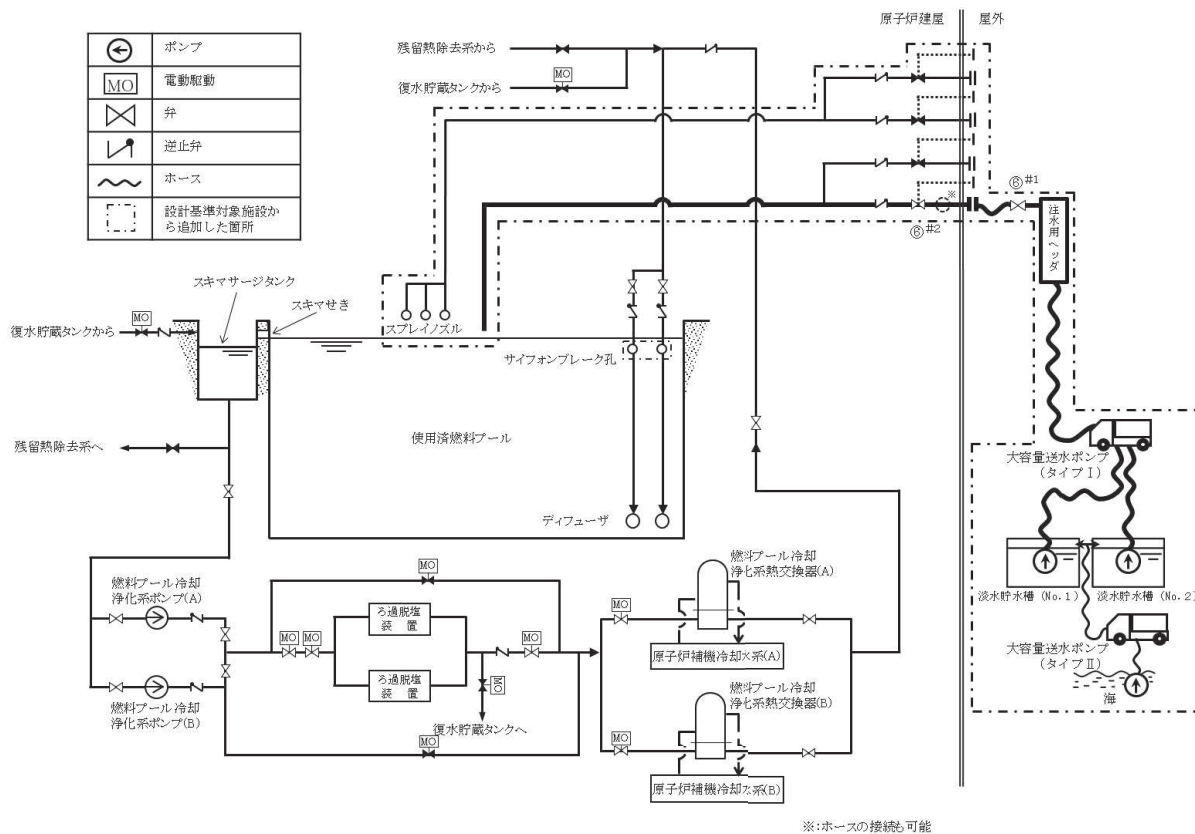 ポンプ
MO
電動駆動
弁
逆止弁
ホース
設計基準対象施設か
ら追加した箇所
原子炉建屋
屋外
残留熱除去系から
MO
復水貯蔵タンクから
※
⑥#1
⑥#2
注水用ヘッダ
スキマサージタンク
スキマせき
MO
復水貯蔵タンクから
スプレイノズル
サイフォンブレーク孔
使用済燃料プール
残留熱除去系へ
ディフューザ
大容量送水ポンプ
(タイプⅠ)
淡水貯水槽 (No.1)
淡水貯水槽 (No.2)
大容量送水ポンプ
(タイプⅡ)
海
燃料プール冷却
浄化系ポンプ(A)
燃料プール冷却
浄化系ポンプ(B)
MO
MO
MO
ろ過脱塩
装 置
ろ過脱塩
装 置
MO
MO
復水貯蔵タンクへ
MO
燃料プール冷却
浄化系熱交換器(A)
MO
原子炉補機冷却水系(A)
燃料プール冷却
浄化系熱交換器(B)
MO
原子炉補機冷却水系(B)
※:ホースの接続も可能